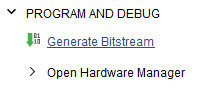 PROGRAM AND DEBUG
Generate Bitstream
Open Hardware Manager